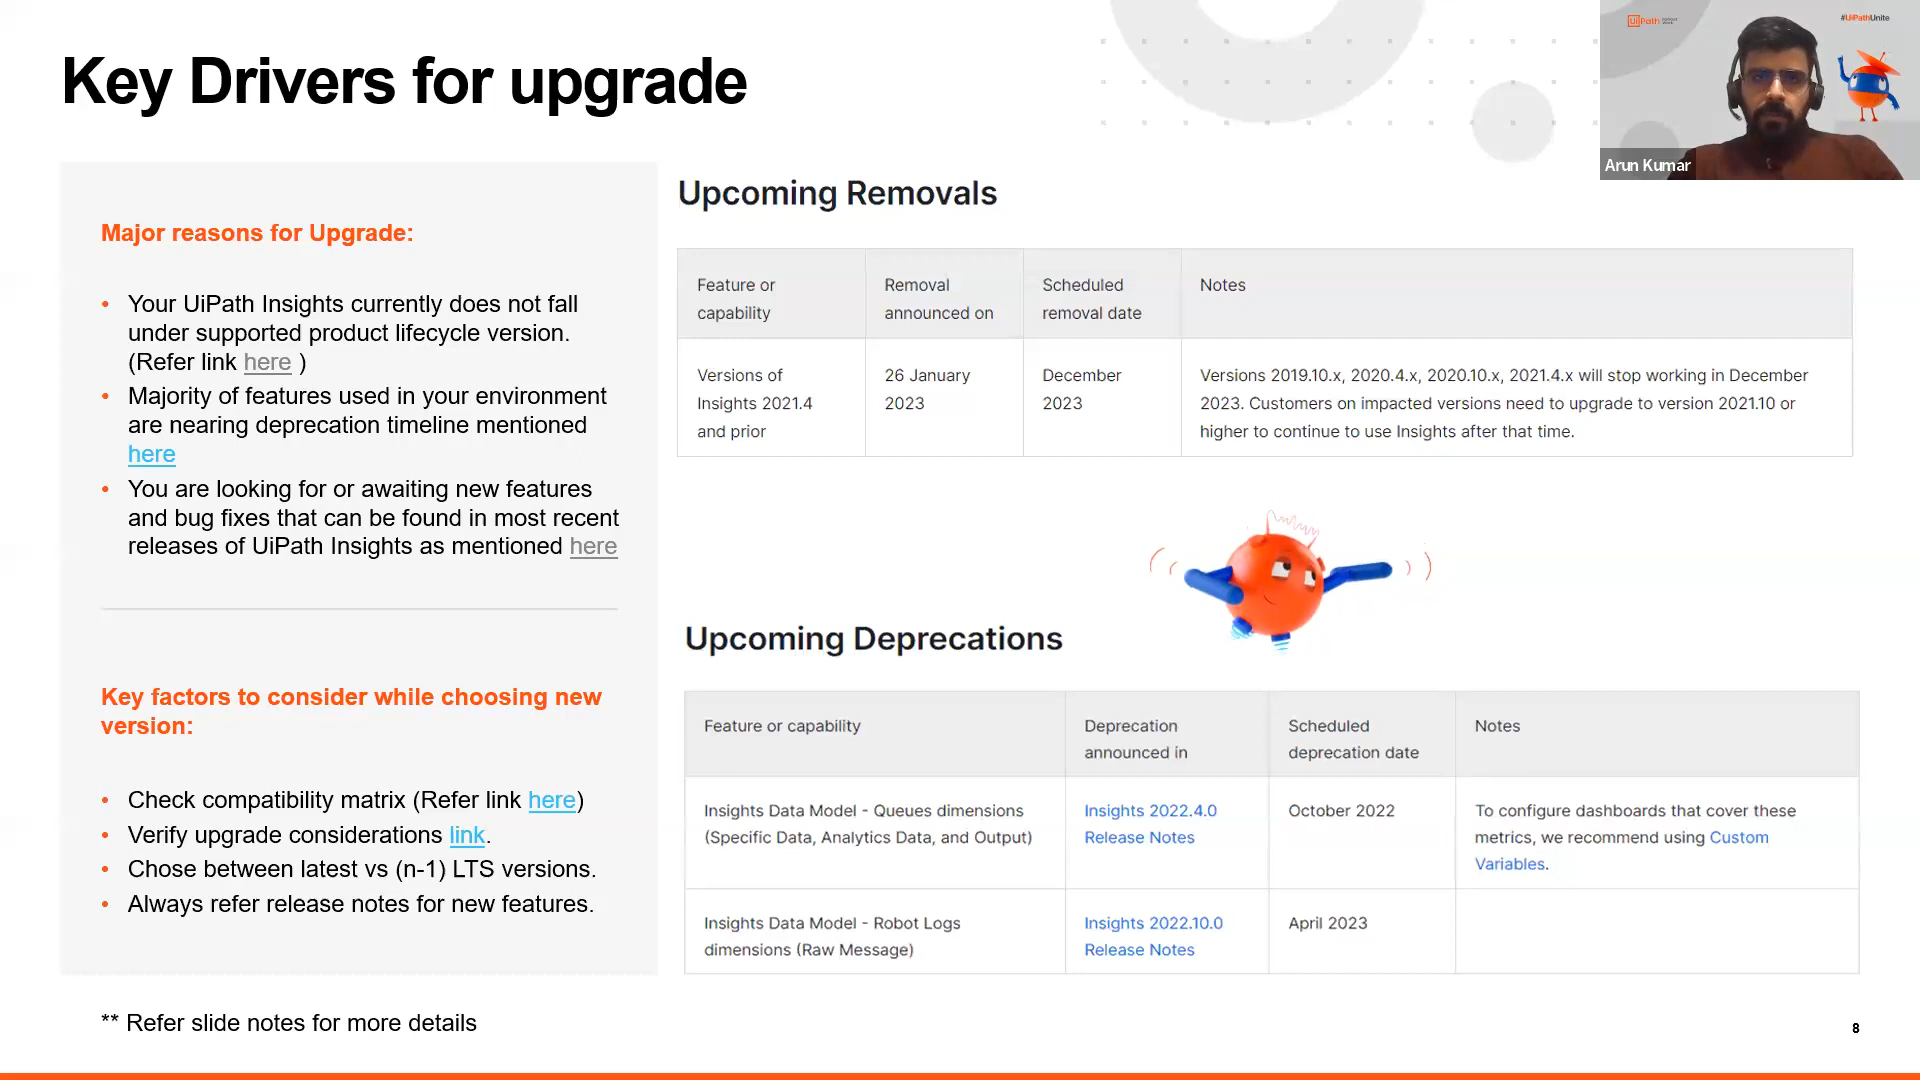 Key Drivers for upgrade
UiPath
#UiPathUnite
Arun Kumar
Major reasons for Upgrade:
• Your UiPath Insights currently does not fall
under supported product lifecycle version.
(Refer link here )
• Majority of features used in your environment
are nearing deprecation timeline mentioned
here
• You are looking for or awaiting new features
and bug fixes that can be found in most recent
releases of UiPath Insights as mentioned here
Key factors to consider while choosing new
version:
• Check compatibility matrix (Refer link here)
• Verify upgrade considerations link.
• Chose between latest vs (n-1) LTS versions.
• Always refer release notes for new features.
Upcoming Removals
Feature or
capability
Removal
announced on
Scheduled
removal date
Notes
Versions of
Insights 2021.4
and prior
26 January
2023
December
2023
Versions 2019.10.x, 2020.4.x, 2020.10.x, 2021.4.x will stop working in December
2023. Customers on impacted versions need to upgrade to version 2021.10 or
higher to continue to use Insights after that time.
Upcoming Deprecations
Feature or capability
Deprecation
announced in
Scheduled
deprecation date
Notes
Insights Data Model - Queues dimensions
(Specific Data, Analytics Data, and Output)
Insights 2022.4.0
Release Notes
October 2022
To configure dashboards that cover these
metrics, we recommend using Custom
Variables.
Insights Data Model - Robot Logs
dimensions (Raw Message)
Insights 2022.10.0
Release Notes
April 2023
** Refer slide notes for more details
8